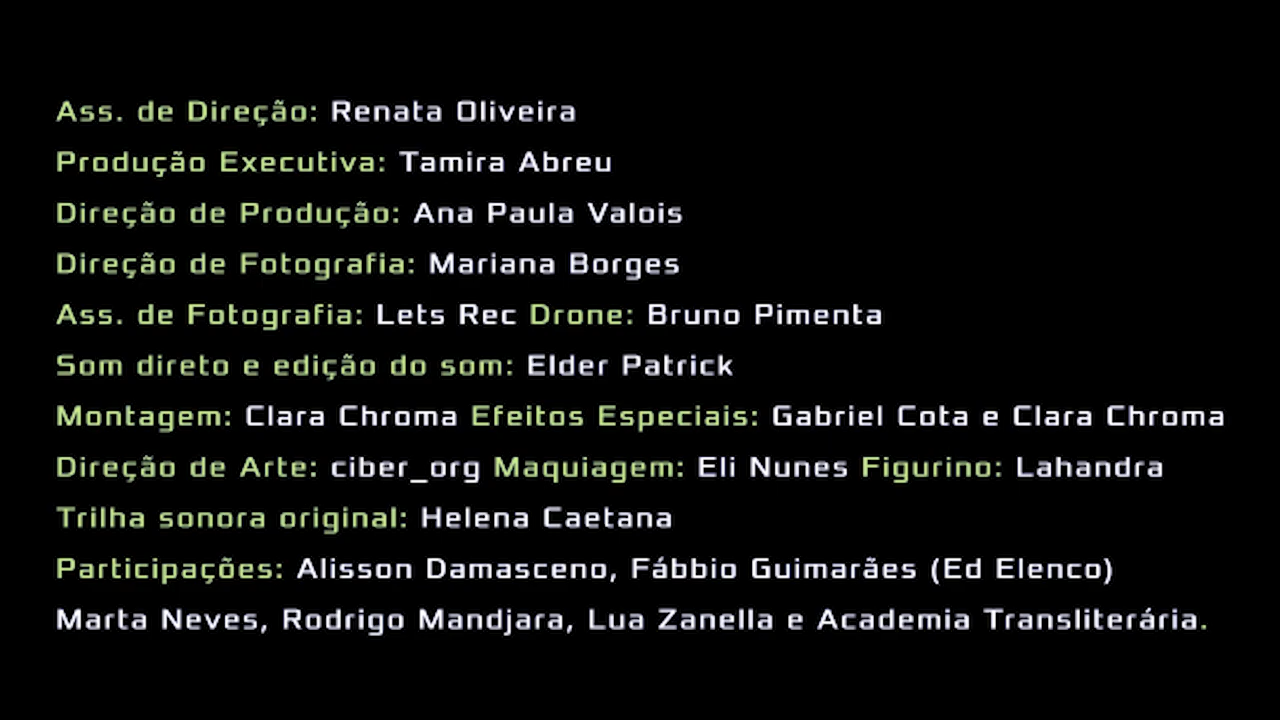 Ass. de Direção: Renata Oliveira
Produção Executiva: Tamira Abreu
Direção de Produção: Ana Paula Valois
Direção de Fotografia: Mariana Borges
Ass. de Fotografia: Lets Rec Drone: Bruno Pimenta
Som direto e edição do som: Elder Patrick
Montagem: Clara Chroma Efeitos Especiais: Gabriel Cota e Clara Chroma
Direção de Arte: ciber_org Maquiagem: Eli Nunes Figurino: Lahandra
Trilha sonora original: Helena Caetana
Participações: Alisson Damasceno, Fábbio Guimarães (Ed Elenco)
Marta Neves, Rodrigo Mandjara, Lua Zanella e Academia Transliterária.